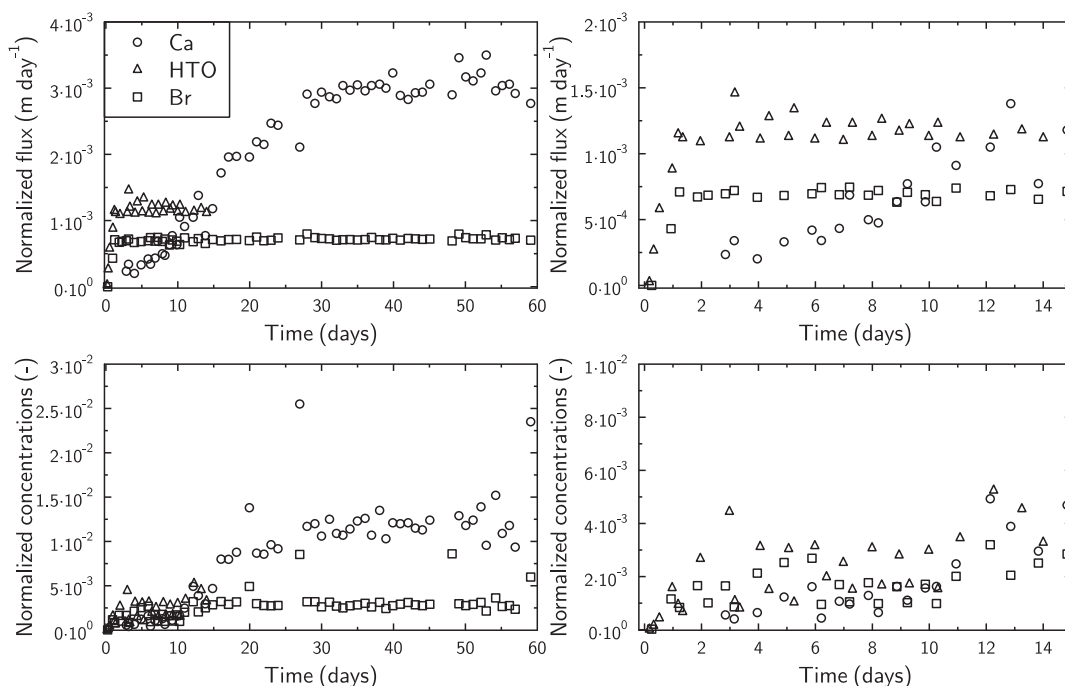 Normalized flux (m day⁻¹)
4·10⁻³
3·10⁻³
2·10⁻³
1·10⁻³
0·10⁰
Ca
HTO
Br
0 10 20 30 40 50 60
Time (days)
Normalized flux (m day⁻¹)
2·10⁻³
1.5·10⁻³
1·10⁻³
5·10⁻⁴
0·10⁰
0 2 4 6 8 10 12 14
Time (days)
Normalized concentrations (-)
3·10⁻²
2.5·10⁻²
2·10⁻²
1.5·10⁻²
1·10⁻²
5·10⁻³
0·10⁰
0 10 20 30 40 50 60
Time (days)
Normalized concentrations (-)
1·10⁻²
8·10⁻³
6·10⁻³
4·10⁻³
2·10⁻³
0·10⁰
0 2 4 6 8 10 12 14
Time (days)